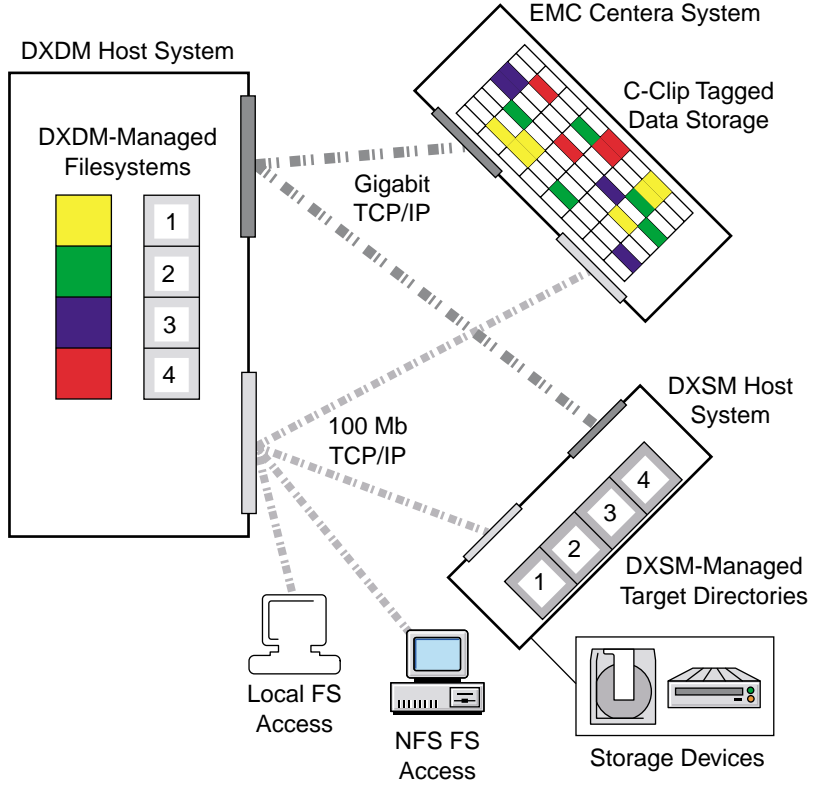 EMC Centera System
DXDM Host System
C-Clip Tagged
Data Storage
DXDM-Managed
Filesystems
1
2
3
4
Gigabit
TCP/IP
100 Mb
TCP/IP
DXSM Host
System
4
3
2
1
DXSM-Managed
Target Directories
Local FS
Access
NFS FS
Access
Storage Devices